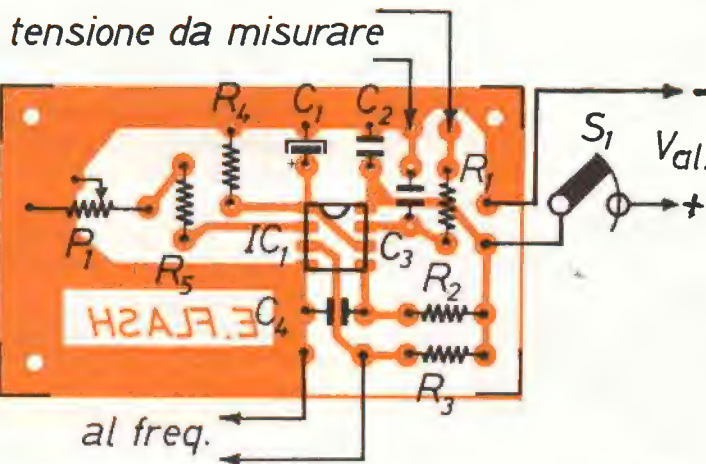 tensione da misurare
R4 C1 C2
R1 S1 Val.
-
+
+
P1 R5 IC1 C3
R2
E.FLASH C4
R3
al freq.